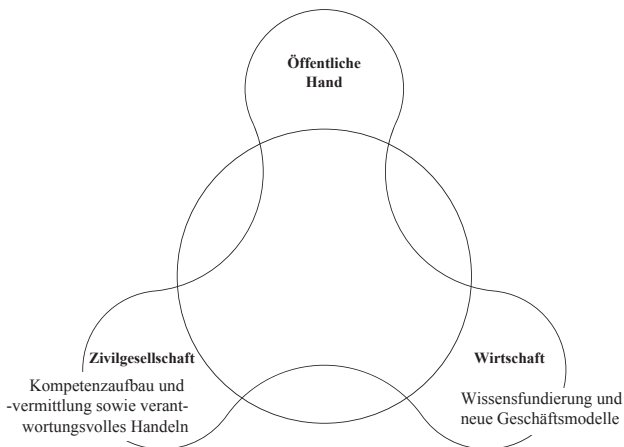 Öffentliche
Hand
Zivilgesellschaft
Kompetenzaufbau und
-vermittlung sowie verant-
wortungsvolles Handeln
Wirtschaft
Wissensfundierung und
neue Geschäftsmodelle